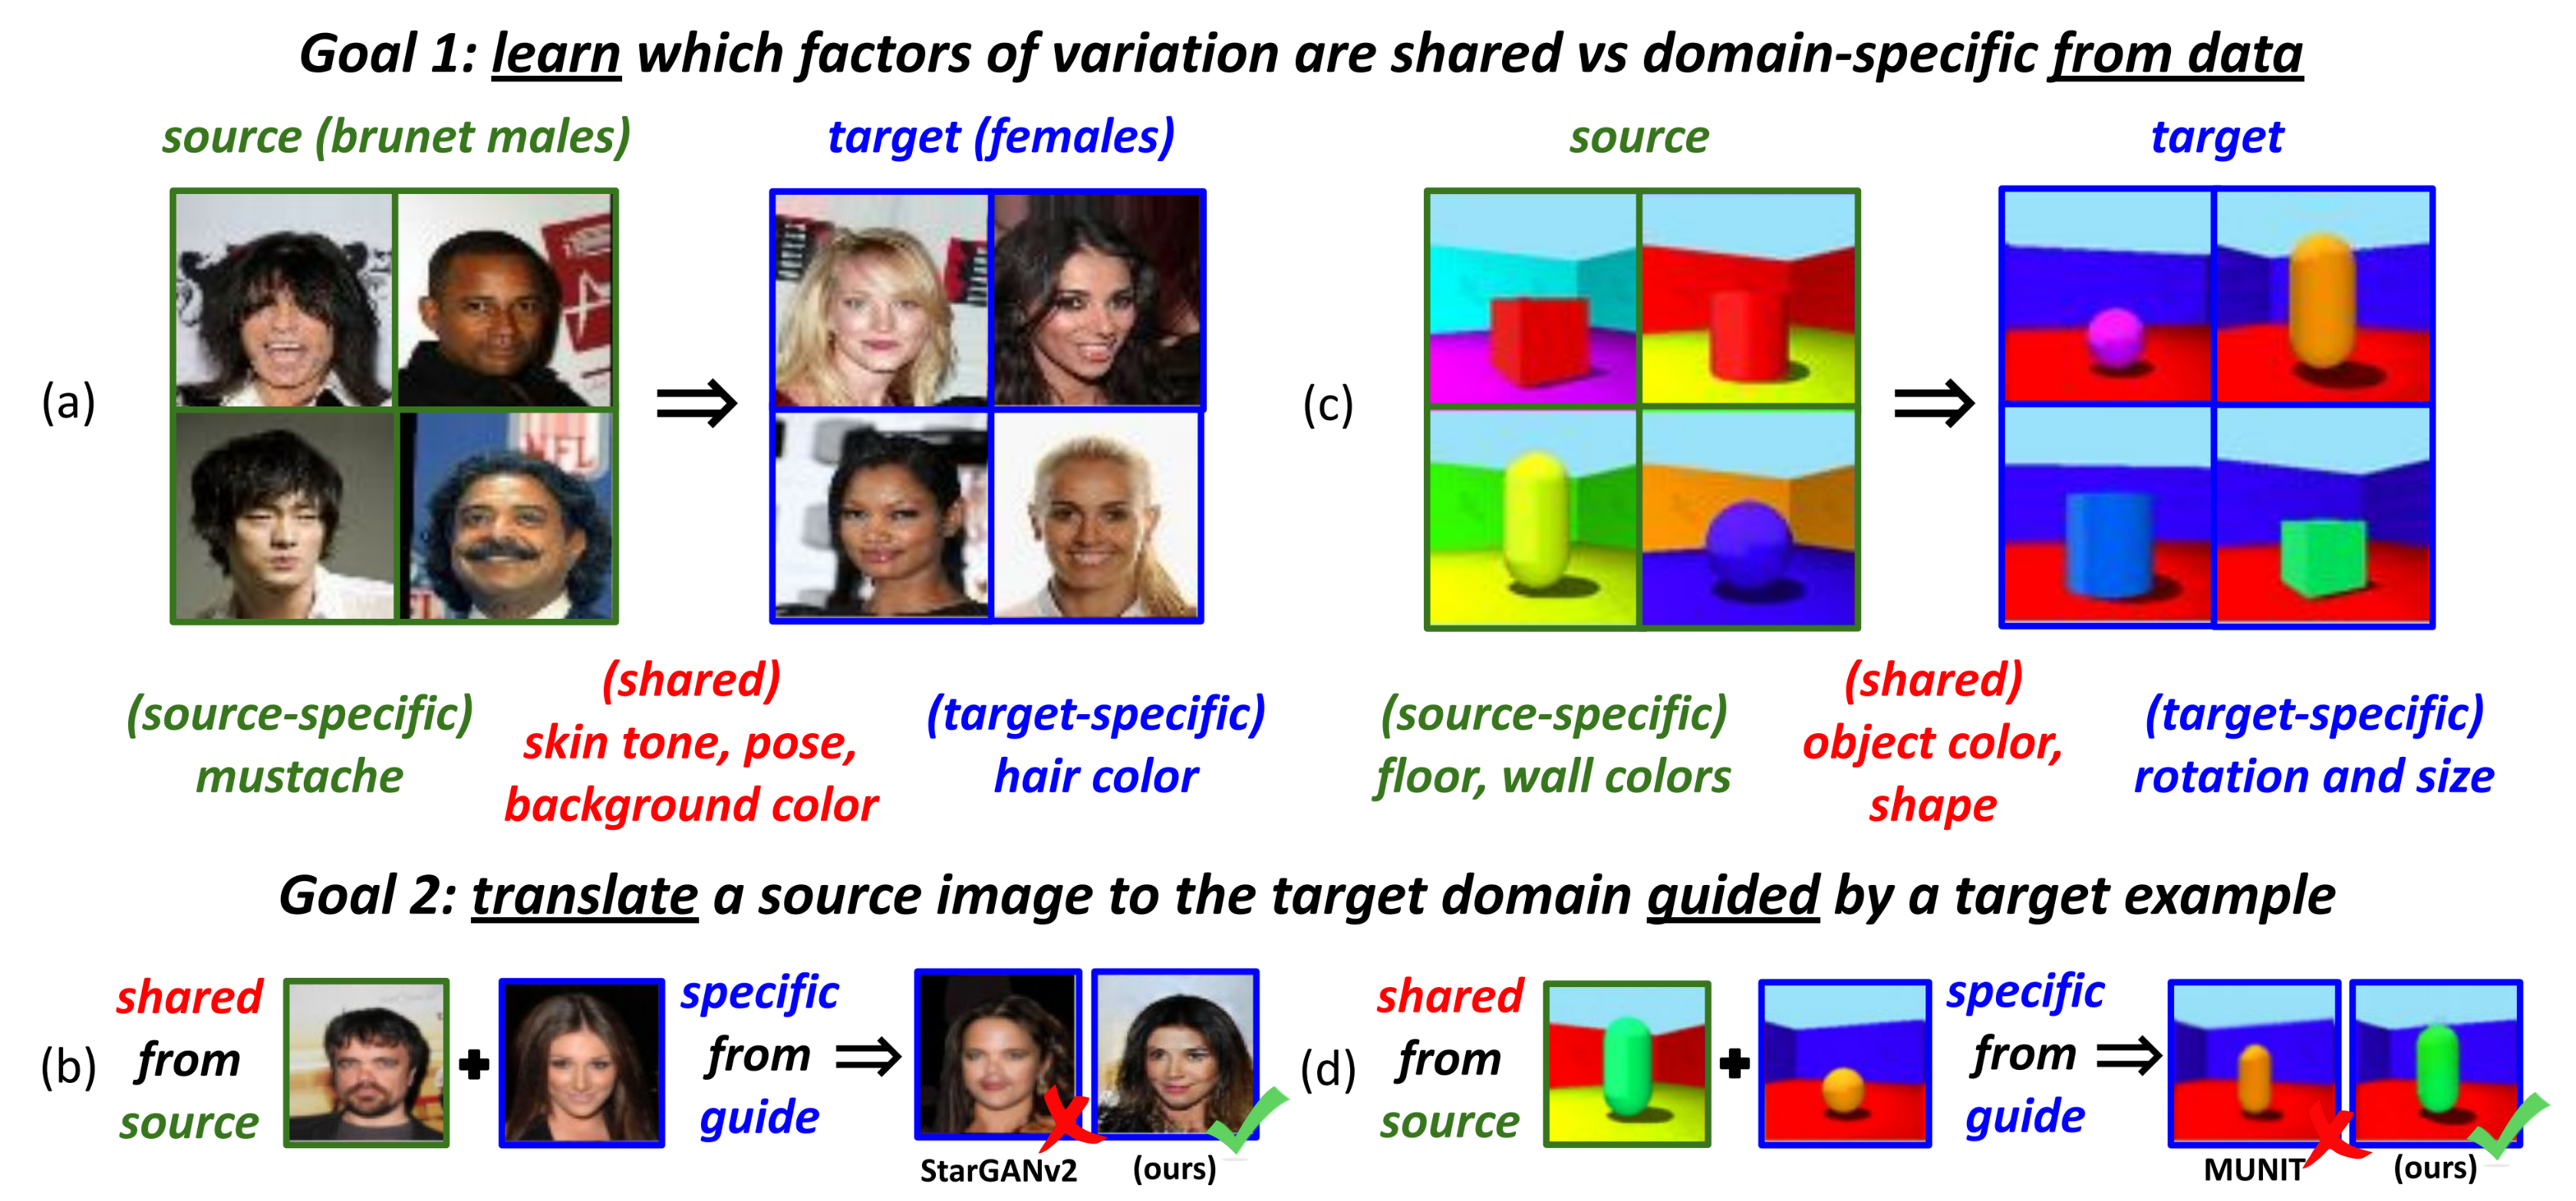 Goal 1: learn which factors of variation are shared vs domain-specific from data
source (brunet males)
target (females)
source
target
(a)
NFL
(c)
(source-specific)
mustache
(shared)
skin tone, pose,
background color
(target-specific)
hair color
(source-specific)
floor, wall colors
(shared)
object color,
shape
(target-specific)
rotation and size
Goal 2: translate a source image to the target domain guided by a target example
(b)
shared
from
source
specific
from
guide
StarGANv2
(ours)
(d)
shared
from
source
specific
from
guide
MUNIT
(ours)